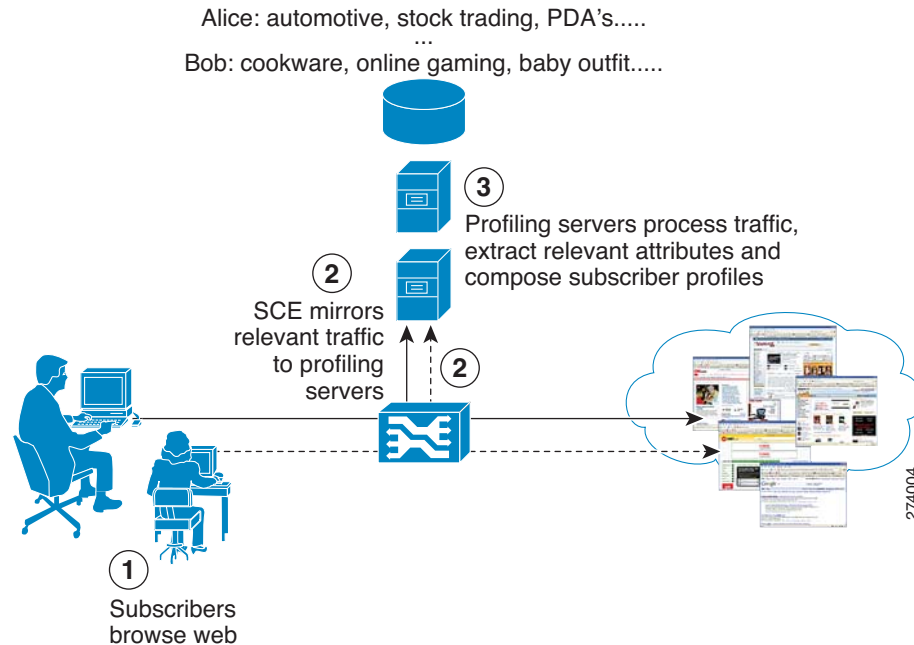 Alice: automotive, stock trading, PDA's.....
...
Bob: cookware, online gaming, baby outfit.....
3
Profiling servers process traffic,
extract relevant attributes and
compose subscriber profiles
2
SCE mirrors
relevant traffic
to profiling
servers
2
1
Subscribers
browse web
274004